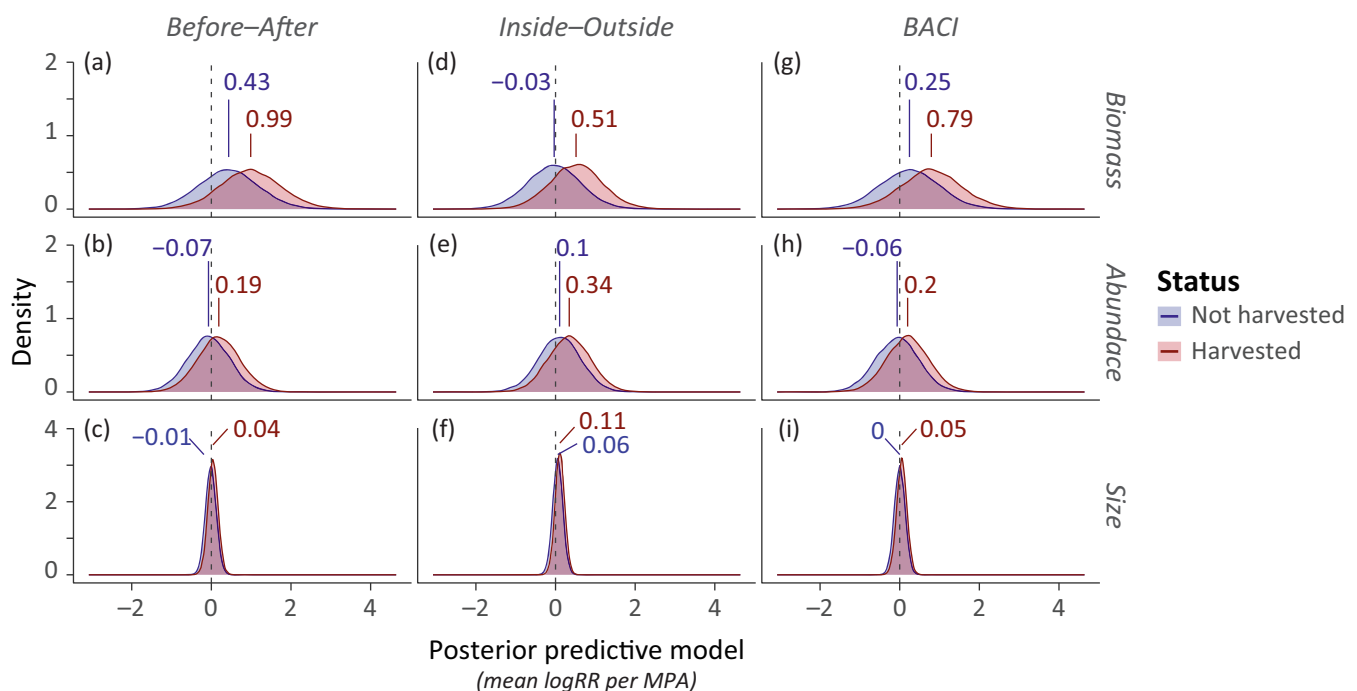 Before–After
Inside–Outside
BACI
(a)
0.43
0.99
2
1
0
(d)
−0.03
0.51
(g)
0.25
0.79
Biomass
(b)
−0.07
0.19
2
1
0
(e)
0.1
0.34
(h)
−0.06
0.2
Abundace
Density
(c)
−0.01
0.04
4
2
0
(f)
0.11
0.06
(i)
0
0.05
Size
−2 0 2 4
−2 0 2 4
−2 0 2 4
Posterior predictive model
(mean logRR per MPA)
Status
Not harvested
Harvested